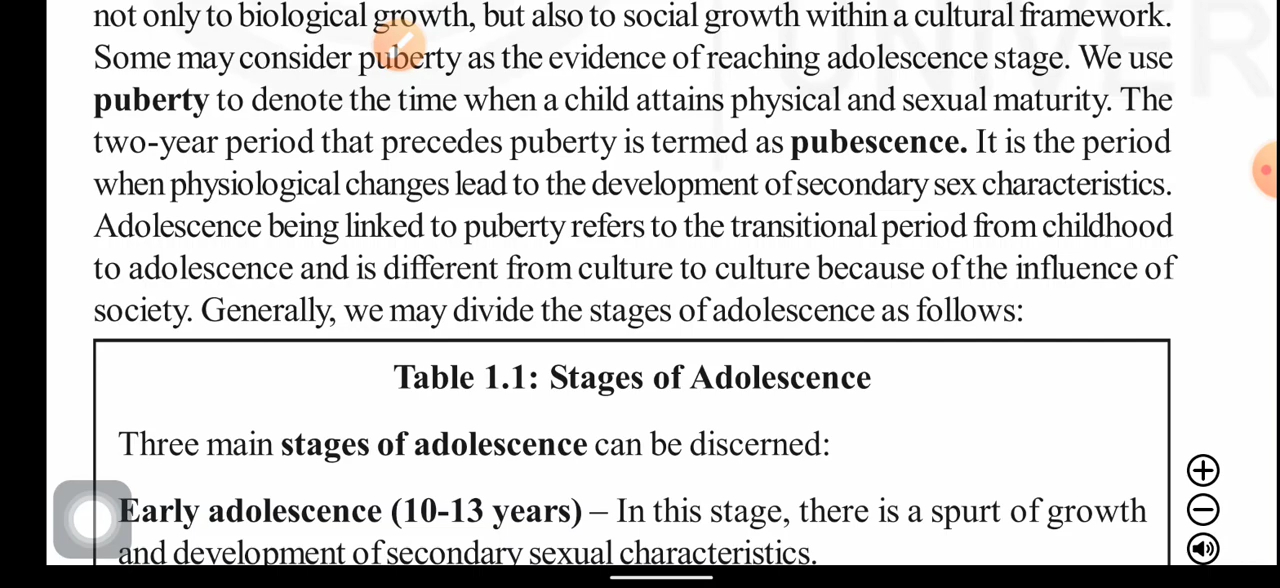 not only to biological growth, but also to social growth within a cultural framework.
Some may consider puberty as the evidence of reaching adolescence stage. We use
puberty to denote the time when a child attains physical and sexual maturity. The
two-year period that precedes puberty is termed as pubescence. It is the period
when physiological changes lead to the development of secondary sex characteristics.
Adolescence being linked to puberty refers to the transitional period from childhood
to adolescence and is different from culture to culture because of the influence of
society. Generally, we may divide the stages of adolescence as follows:
Table 1.1: Stages of Adolescence
Three main stages of adolescence can be discerned:
Early adolescence (10-13 years) – In this stage, there is a spurt of growth
and development of secondary sexual characteristics.